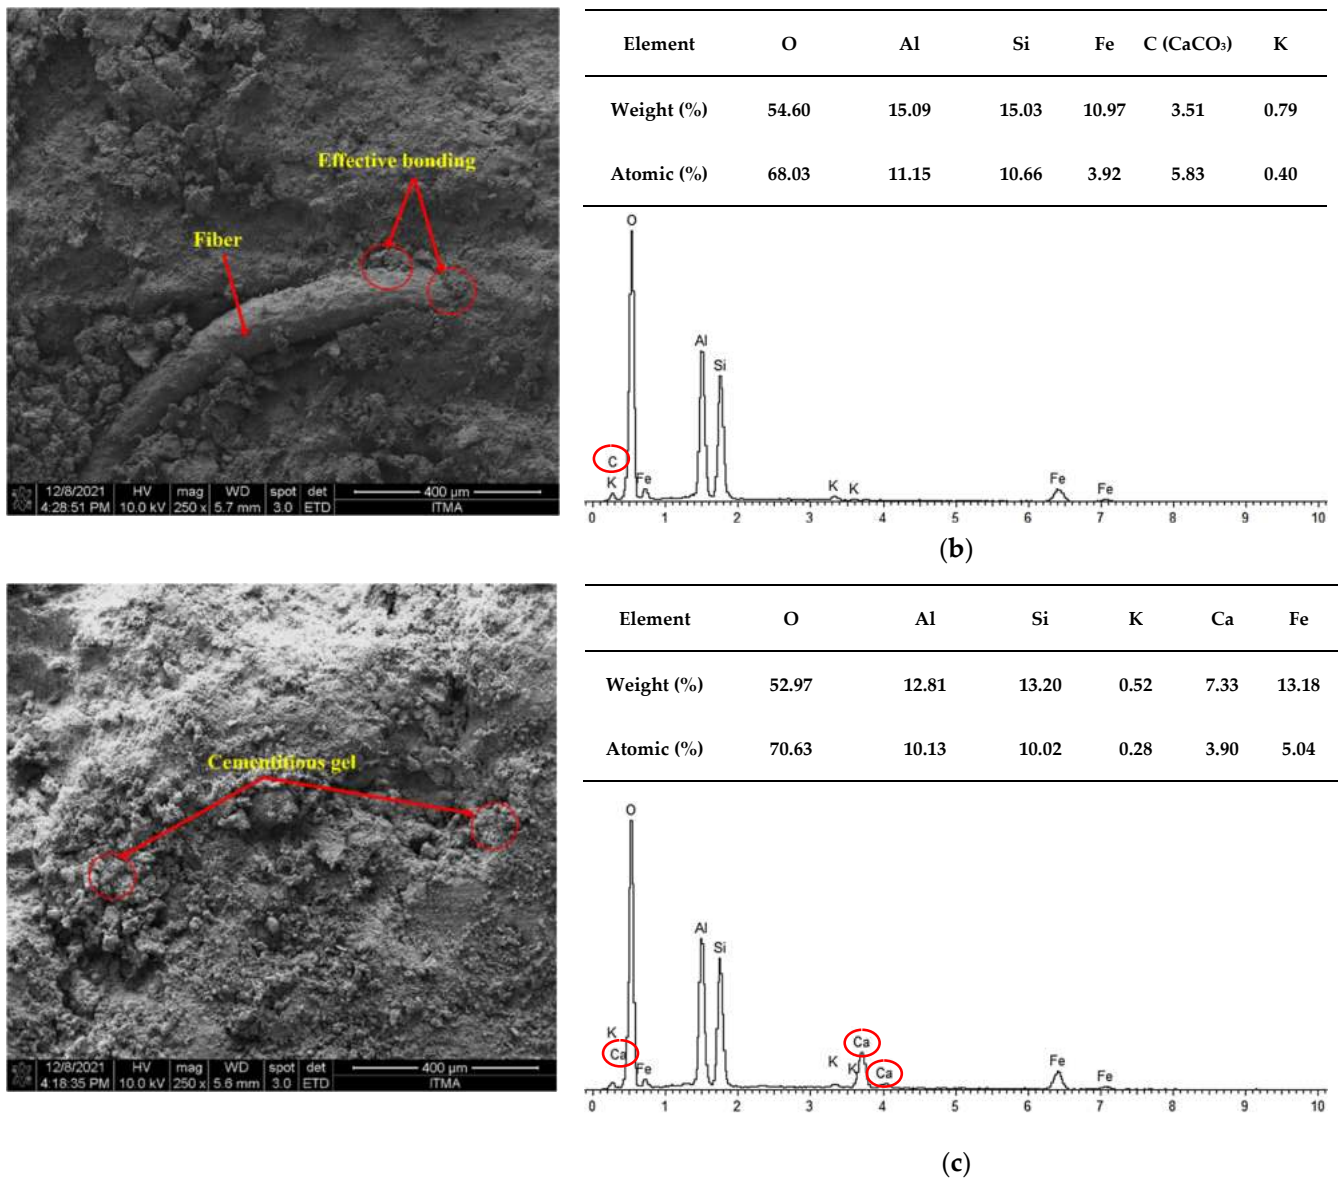 Effective bonding
Fiber
12/8/2021 HV mag WD spot det 400 µm
4:28:51 PM 10.0 kV 250 x 5.7 mm 3.0 ETD ITMA
Element O Al Si Fe C (CaCO₃) K
Weight (%) 54.60 15.09 15.03 10.97 3.51 0.79
Atomic (%) 68.03 11.15 10.66 3.92 5.83 0.40
O
Al
Si
C
K Fe K K Fe Fe
0 1 2 3 4 5 6 7 8 9 10
(b)
Cementitious gel
12/8/2021 HV mag WD spot det 400 µm
4:18:35 PM 10.0 kV 250 x 5.6 mm 3.0 ETD ITMA
Element O Al Si K Ca Fe
Weight (%) 52.97 12.81 13.20 0.52 7.33 13.18
Atomic (%) 70.63 10.13 10.02 0.28 3.90 5.04
O
Al
Si
K Ca
Ca Fe K K Ca Fe Fe
0 1 2 3 4 5 6 7 8 9 10
(c)